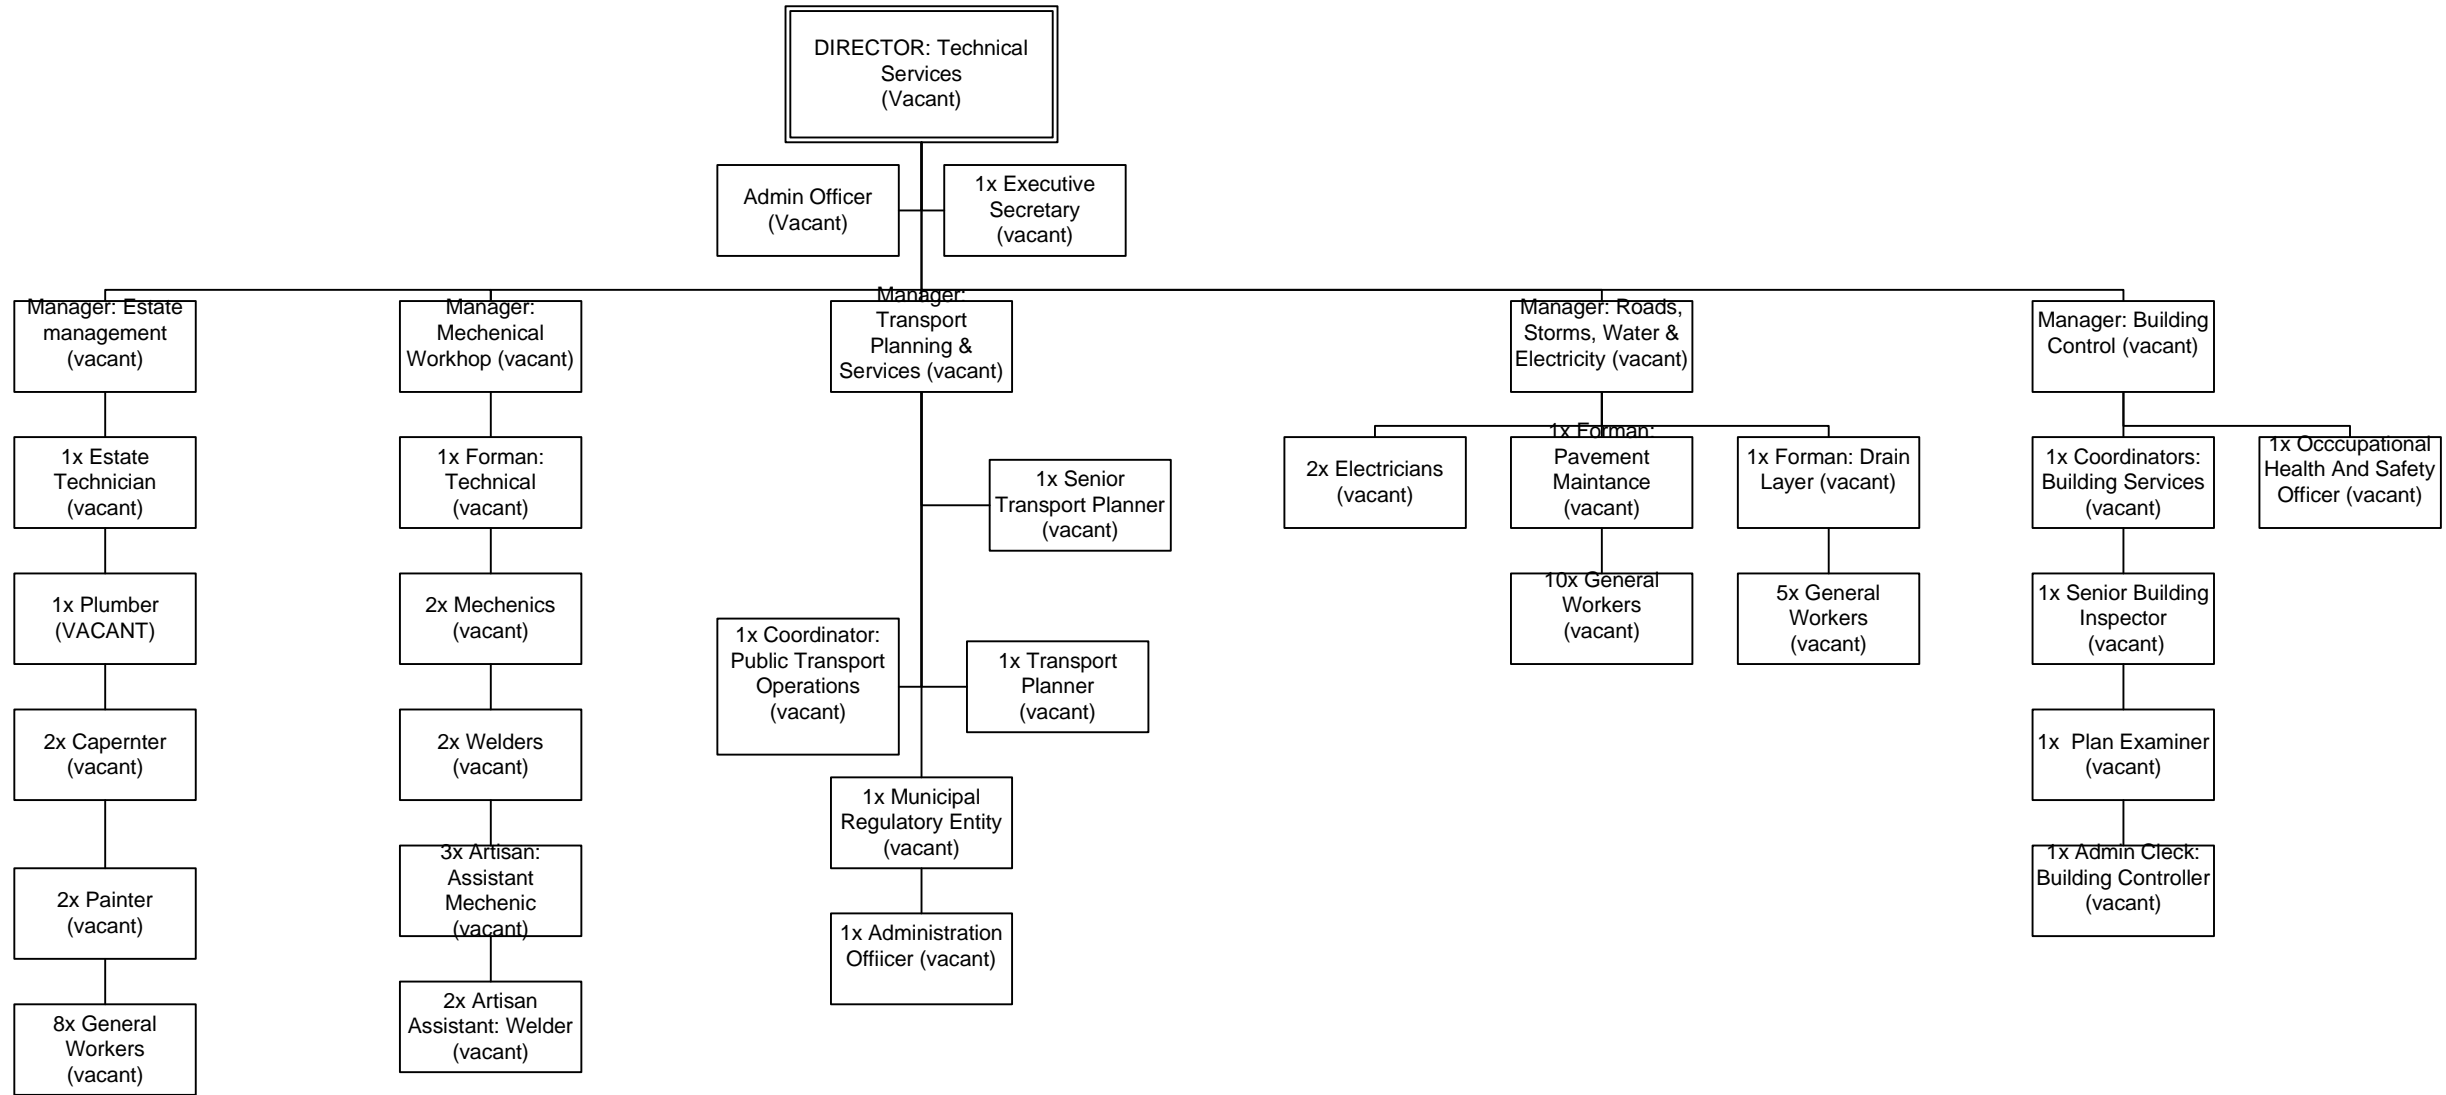 DIRECTOR: Technical
Services
(Vacant)
Admin Officer
(Vacant)
1x Executive
Secretary
(vacant)
Manager: Estate
management
(vacant)
Manager:
Mechenical
Workhop (vacant)
Manager:
Transport
Planning &
Services (vacant)
Manager: Roads,
Storms, Water &
Electricity (vacant)
Manager: Building
Control (vacant)
1x Estate
Technician
(vacant)
1x Forman:
Technical
(vacant)
1x Senior
Transport Planner
(vacant)
2x Electricians
(vacant)
1x Forman:
Pavement
Maintance
(vacant)
1x Forman: Drain
Layer (vacant)
1x Coordinators:
Building Services
(vacant)
1x Occcupational
Health And Safety
Officer (vacant)
1x Plumber
(VACANT)
2x Mechenics
(vacant)
1x Coordinator:
Public Transport
Operations
(vacant)
1x Transport
Planner
(vacant)
10x General
Workers
(vacant)
5x General
Workers
(vacant)
1x Senior Building
Inspector
(vacant)
2x Capernter
(vacant)
2x Welders
(vacant)
1x Municipal
Regulatory Entity
(vacant)
1x  Plan Examiner
(vacant)
2x Painter
(vacant)
3x Artisan:
Assistant
Mechenic
(vacant)
1x Administration
Offiicer (vacant)
1x Admin Cleck:
Building Controller
(vacant)
8x General
Workers
(vacant)
2x Artisan
Assistant: Welder
(vacant)